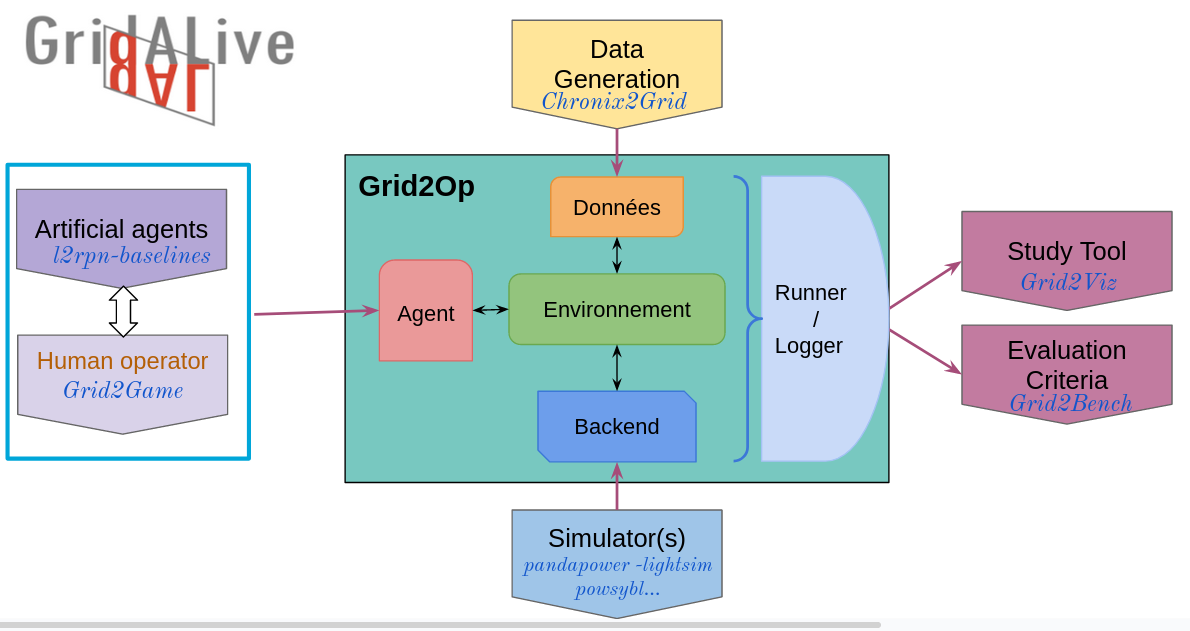 GridALive
Data
Generation
Chronix2Grid
Grid2Op
Artificial agents
l2rpn-baselines
Human operator
Grid2Game
Données
Agent
Environnement
Backend
Runner
/
Logger
Study Tool
Grid2Viz
Evaluation
Criteria
Grid2Bench
Simulator(s)
pandapower -lightsim
powsybl...